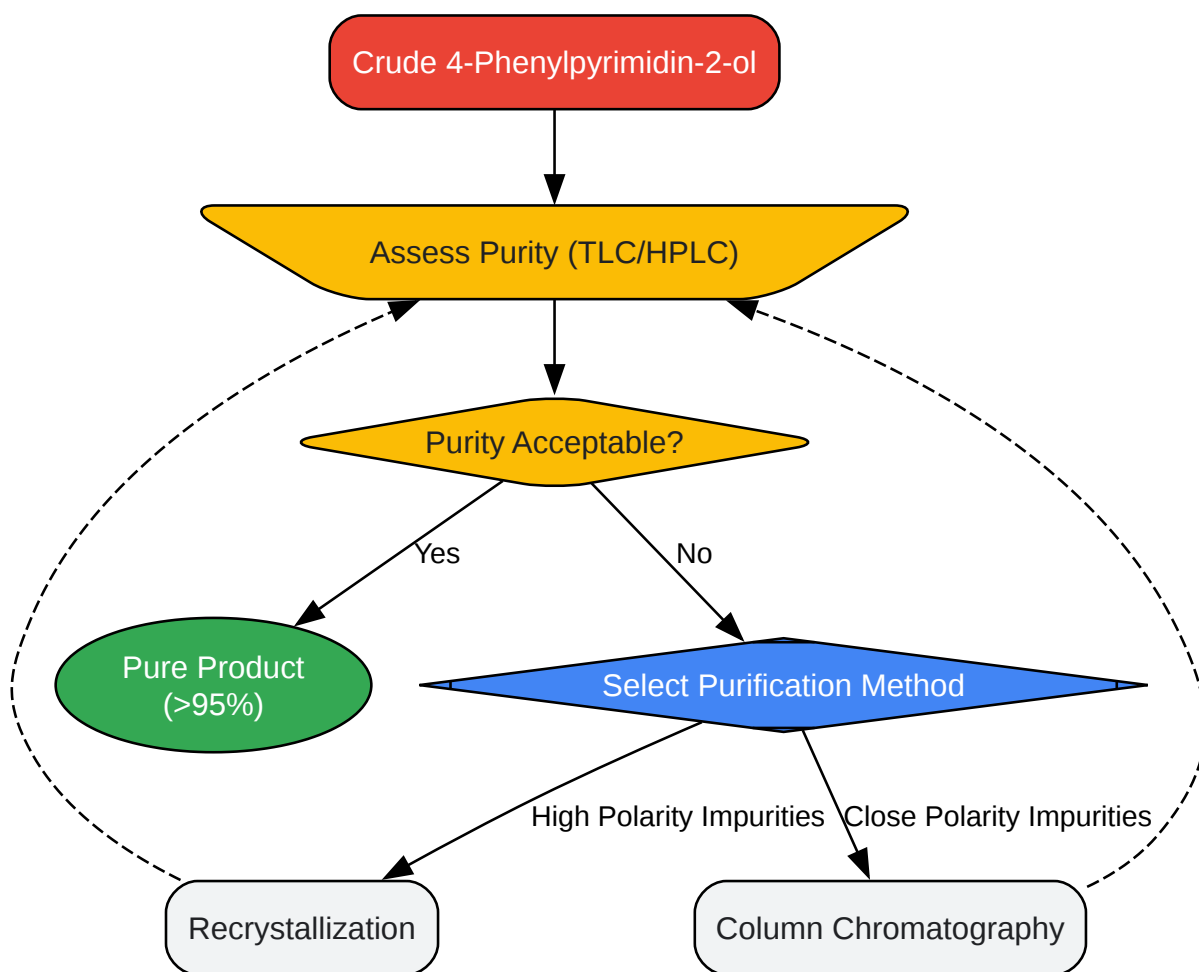 Crude 4-Phenylpyrimidin-2-ol
Assess Purity (TLC/HPLC)
Purity Acceptable?
Yes
No
Pure Product
(>95%)
Select Purification Method
High Polarity Impurities
Close Polarity Impurities
Recrystallization
Column Chromatography